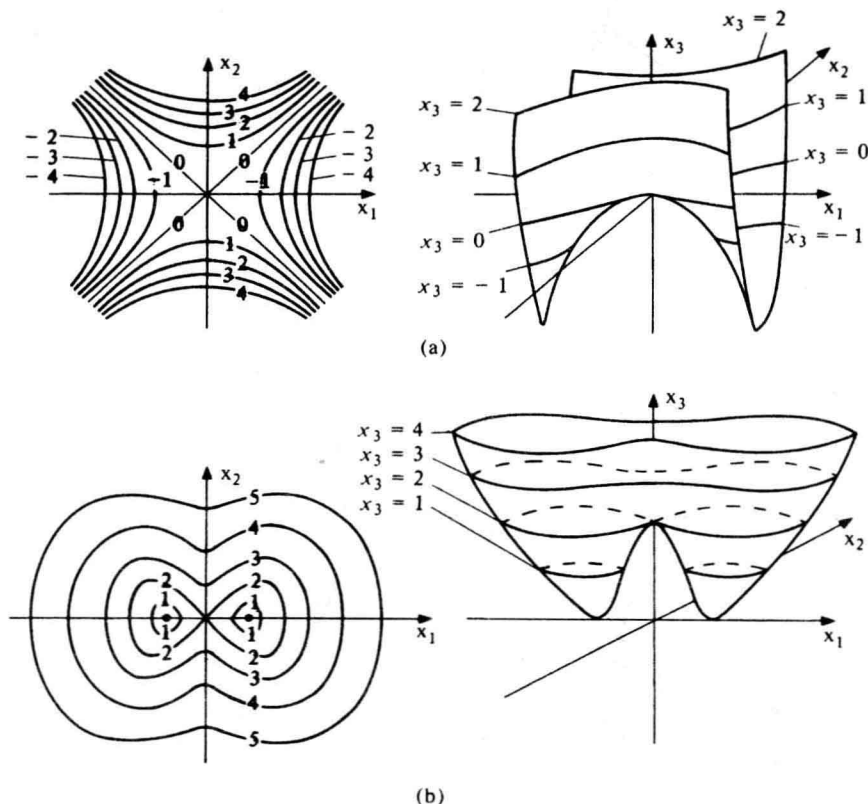 x₂
4
3
2
1
- 2
- 3
- 4
0 0
- 2
- 3
- 4
-1
-1
x₁
0 0
1
2
3
4
x₃
x₃ = 2
x₂
x₃ = 2
x₃ = 1
x₃ = 1
x₃ = 0
x₁
x₃ = 0
x₃ = - 1
x₃ = - 1
(a)
x₂
5
4
3
2 2
1 1
x₁
1 1
2 2
3
4
5
x₃
x₃ = 4
x₃ = 3
x₃ = 2
x₃ = 1
x₂
x₁
(b)